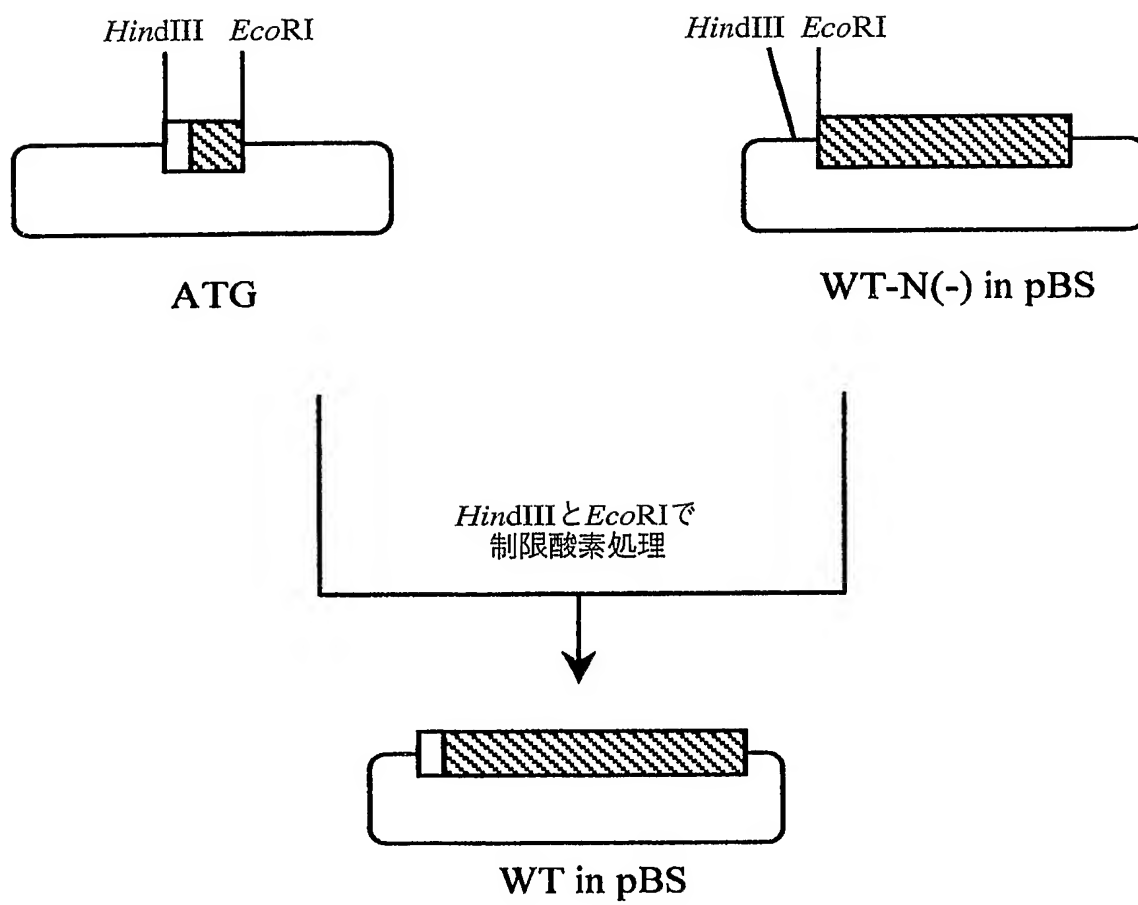 HindIII EcoRI
HindIII EcoRI
ATG
WT-N(-) in pBS
HindIIIとEcoRIで
制限酸素処理
WT in pBS